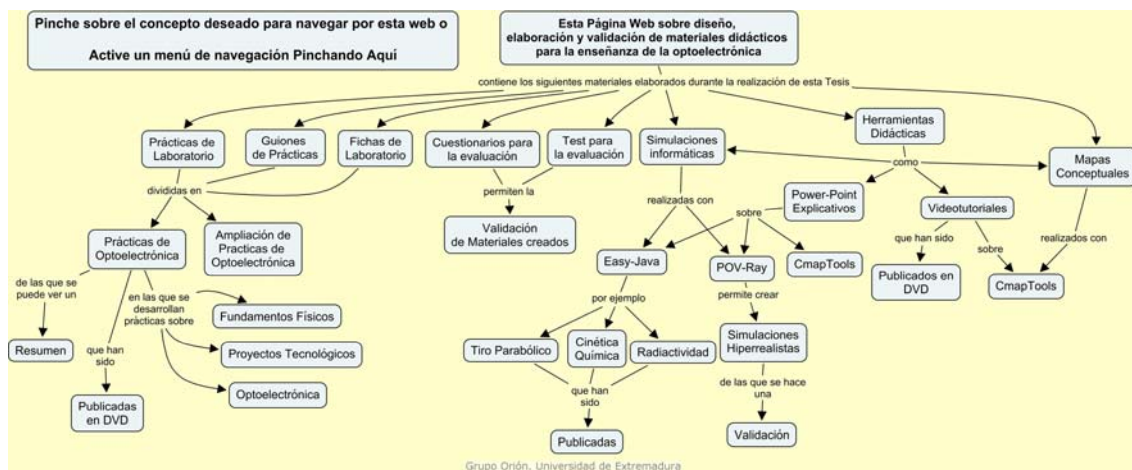 Pinche sobre el concepto deseado para navegar por esta web o
Active un menú de navegación Pinchando Aquí
Esta Página Web sobre diseño,
elaboración y validación de materiales didácticos
para la enseñanza de la optoelectrónica
contiene los siguientes materiales elaborados durante la realización de esta Tesis
Prácticas de
Laboratorio
Guiones
de Prácticas
Fichas de
Laboratorio
Cuestionarios para
la evaluación
Test para
la evaluación
Simulaciones
informáticas
Herramientas
Didácticas
Mapas
Conceptuales
divididas en
permiten la
realizadas con
como
Power-Point
Explicativos
Videotutoriales
Prácticas de
Optoelectrónica
Ampliación de
Practicas de
Optoelectrónica
Validación
de Materiales creados
sobre
que han sido
sobre
realizados con
Easy-Java
POV-Ray
CmapTools
Publicados en
DVD
CmapTools
de las que se
puede ver un
en las que se
desarrollan
pràcticas sobre
por ejemplo
permite crear
Resumen
Fundamentos Físicos
Proyectos Tecnológicos
Optoelectrónica
que han
sido
Publicadas
en DVD
Tiro Parabólico
Cinética
Química
Radiactividad
Simulaciones
Hiperrealistas
que han
sido
de las que se hace
una
Publicadas
Validación
Grupo Orión. Universidad de Extremadura